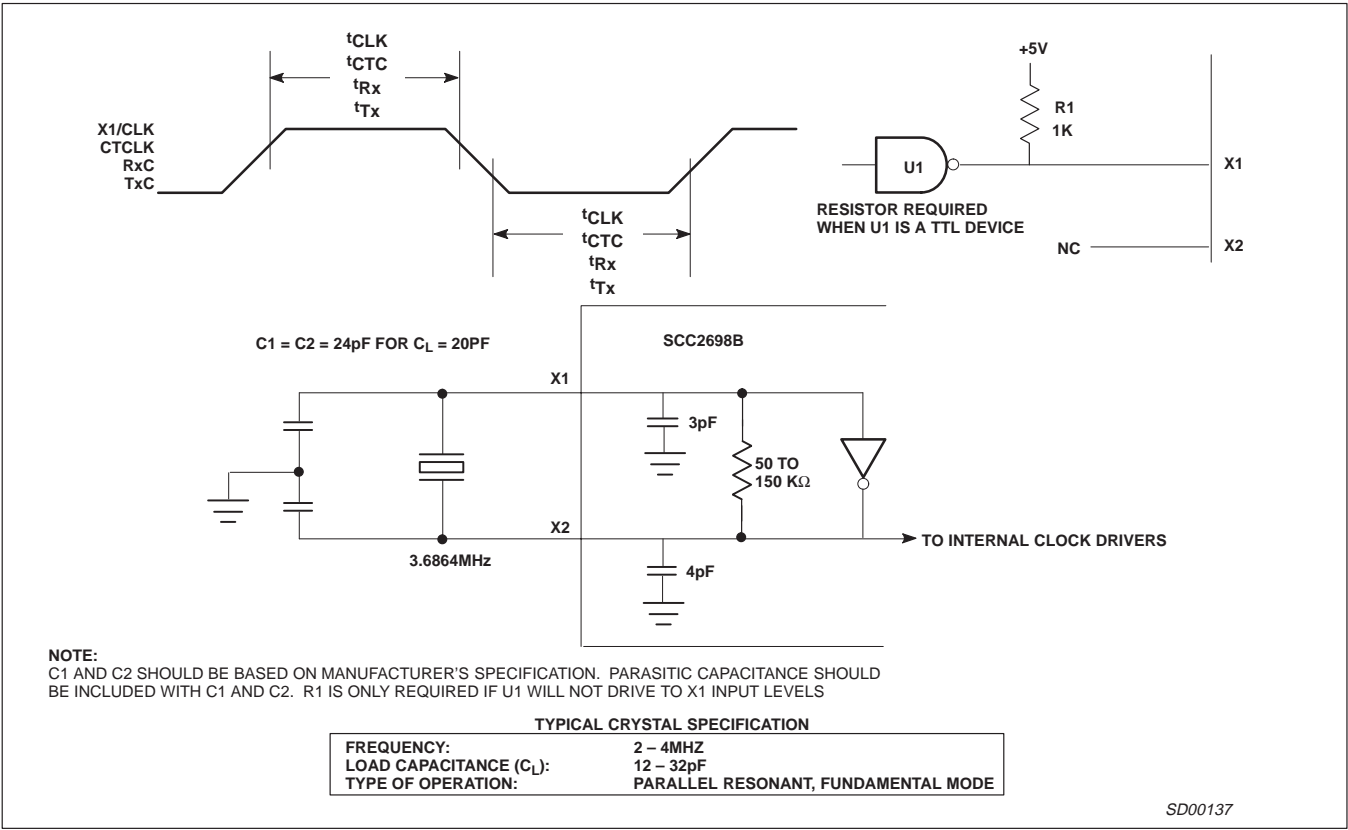 tCLK
tCTC
tRx
tTx
X1/CLK
CTCLK
RxC
TxC
tCLK
tCTC
tRx
tTx
+5V
R1
1K
U1
X1
RESISTOR REQUIRED
WHEN U1 IS A TTL DEVICE
NC
X2
C1 = C2 = 24pF FOR CL = 20PF
SCC2698B
X1
3pF
50 TO
150 KΩ
X2
3.6864MHz
4pF
TO INTERNAL CLOCK DRIVERS
NOTE:
C1 AND C2 SHOULD BE BASED ON MANUFACTURER'S SPECIFICATION. PARASITIC CAPACITANCE SHOULD
BE INCLUDED WITH C1 AND C2. R1 IS ONLY REQUIRED IF U1 WILL NOT DRIVE TO X1 INPUT LEVELS
TYPICAL CRYSTAL SPECIFICATION
FREQUENCY: 2 – 4MHZ
LOAD CAPACITANCE (CL): 12 – 32pF
TYPE OF OPERATION: PARALLEL RESONANT, FUNDAMENTAL MODE
SD00137